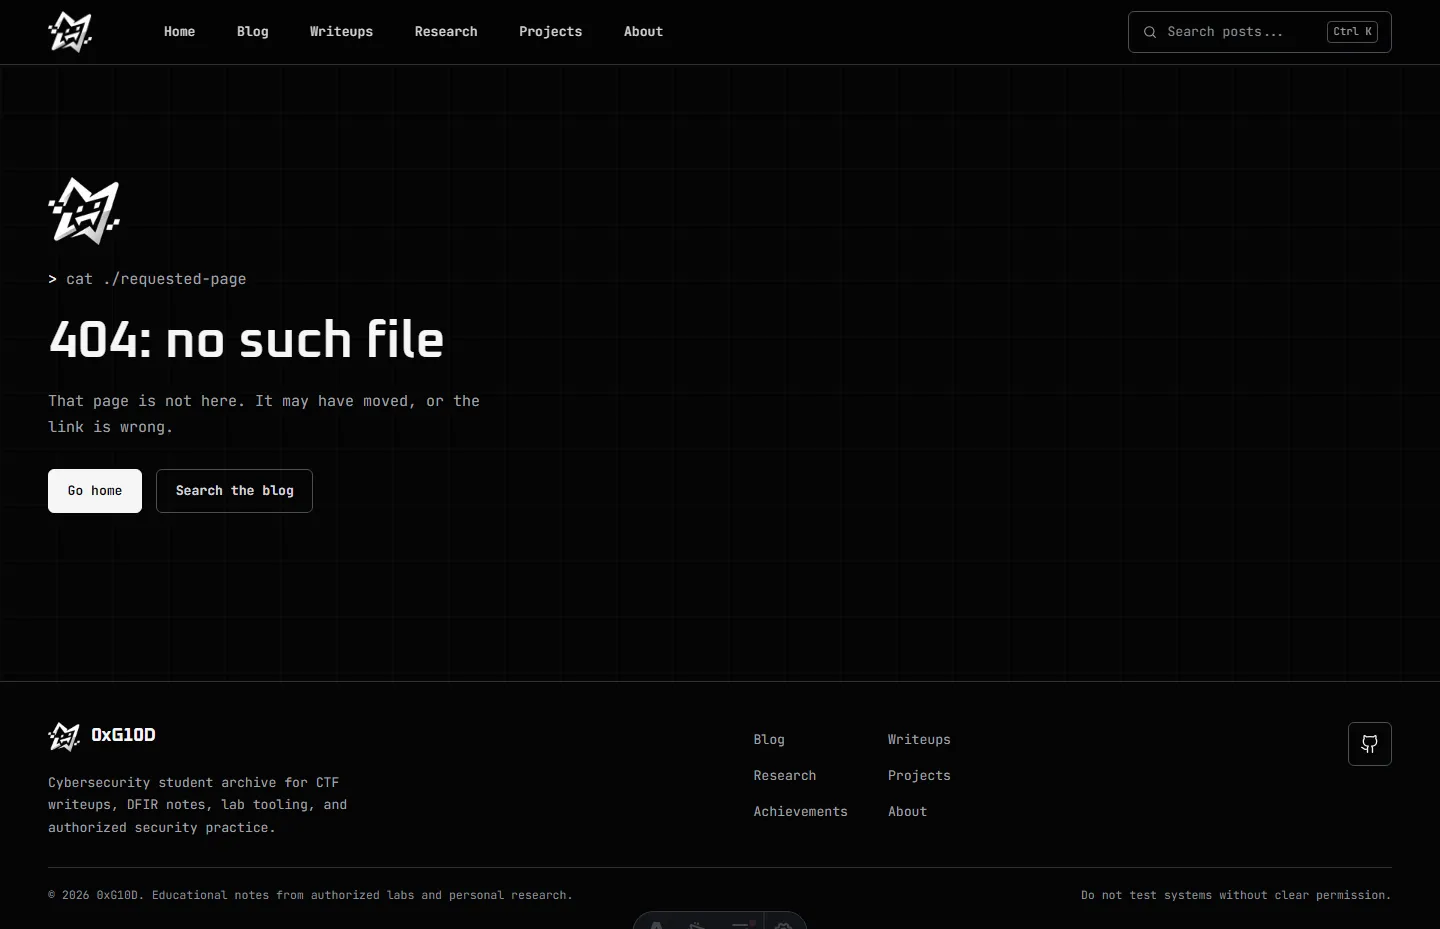 Home
Blog
Writeups
Research
Projects
About
Search posts...
Ctrl K
> cat ./requested-page
404: no such file
That page is not here. It may have moved, or the
link is wrong.
Go home
Search the blog
0xG10D
Cybersecurity student archive for CTF
writeups, DFIR notes, lab tooling, and
authorized security practice.
Blog
Writeups
Research
Projects
Achievements
About
© 2026 0xG10D. Educational notes from authorized labs and personal research.
Do not test systems without clear permission.